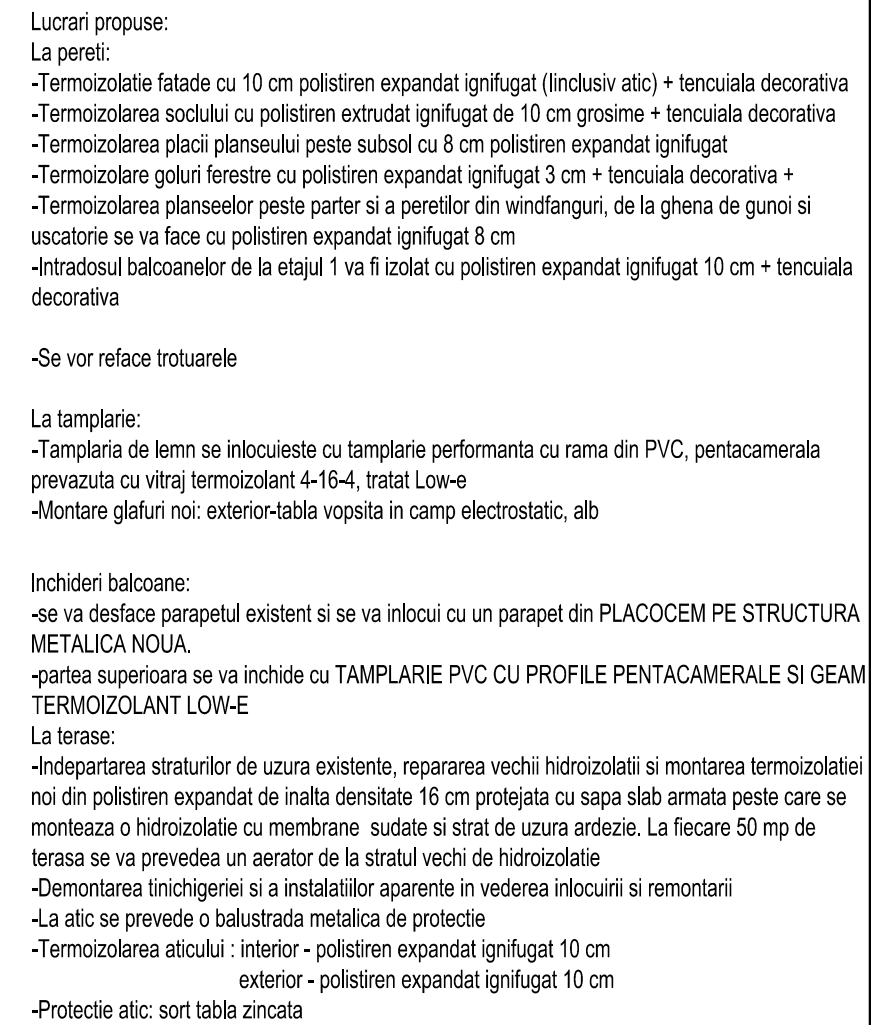 Lucrari propuse:
La pereti:
-Termoizolatie fatade cu 10 cm polistiren expandat ignifugat (Iinclusiv atic) + tencuiala decorativa
-Termoizolarea soclului cu polistiren extrudat ignifugat de 10 cm grosime + tencuiala decorativa
-Termoizolarea placii planseului peste subsol cu 8 cm polistiren expandat ignifugat
-Termoizolare goluri ferestre cu polistiren expandat ignifugat 3 cm + tencuiala decorativa +
-Termoizolarea planseelor peste parter si a peretilor din windfanguri, de la ghena de gunoi si
uscatorie se va face cu polistiren expandat ignifugat 8 cm
-Intradosul balcoanelor de la etajul 1 va fi izolat cu polistiren expandat ignifugat 10 cm + tencuiala
decorativa
-Se vor reface trotuarele
La tamplarie:
-Tamplaria de lemn se inlocuieste cu tamplarie performanta cu rama din PVC, pentacamerala
prevazuta cu vitraj termoizolant 4-16-4, tratat Low-e
-Montare glafuri noi: exterior-tabla vopsita in camp electrostatic, alb
Inchideri balcoane:
-se va desface parapetul existent si se va inlocui cu un parapet din PLACOCEM PE STRUCTURA
METALICA NOUA.
-partea superioara se va inchide cu TAMPLARIE PVC CU PROFILE PENTACAMERALE SI GEAM
TERMOIZOLANT LOW-E
La terase:
-Indepartarea straturilor de uzura existente, repararea vechii hidroizolatii si montarea termoizolatiei
noi din polistiren expandat de inalta densitate 16 cm protejata cu sapa slab armata peste care se
monteaza o hidroizolatie cu membrane sudate si strat de uzura ardezie. La fiecare 50 mp de
terasa se va prevedea un aerator de la stratul vechi de hidroizolatie
-Demontarea tinichigeriei si a instalatiilor aparente in vederea inlocuirii si remontarii
-La atic se prevede o balustrada metalica de protectie
-Termoizolarea aticului : interior - polistiren expandat ignifugat 10 cm
exterior - polistiren expandat ignifugat 10 cm
-Protectie atic: sort tabla zincata